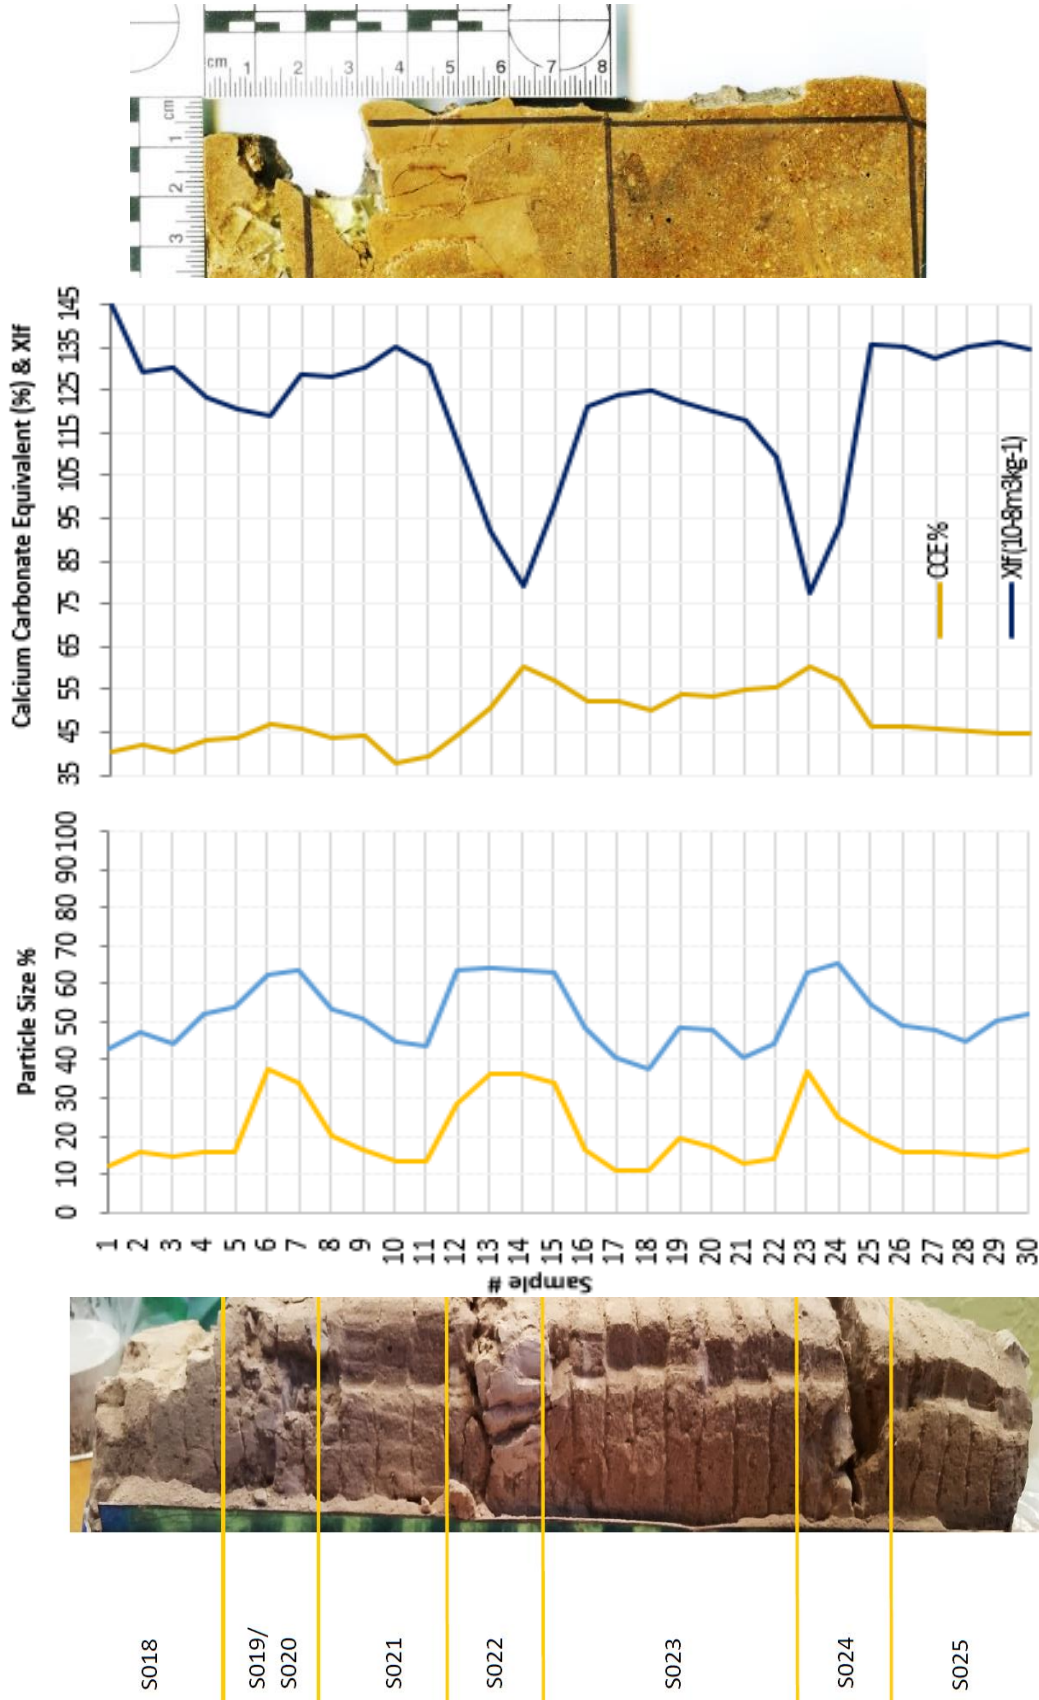 cm 1 2 3 4 5 6 7 8
cm 1 2 3
Calcium Carbonate Equivalent (%) & Xlf
35 45 55 65 75 85 95 105 115 125 135 145
CCE%
Xlf(10-8m3kg-1)
Particle Size %
0 10 20 30 40 50 60 70 80 90 100
1
2
3
4
5
6
7
8
9
10
11
12
13
14
15
16
17
18
19
20
21
22
23
24
25
26
27
28
29
30
Sample #
S018
S019/
S020
S021
S022
S023
S024
S025